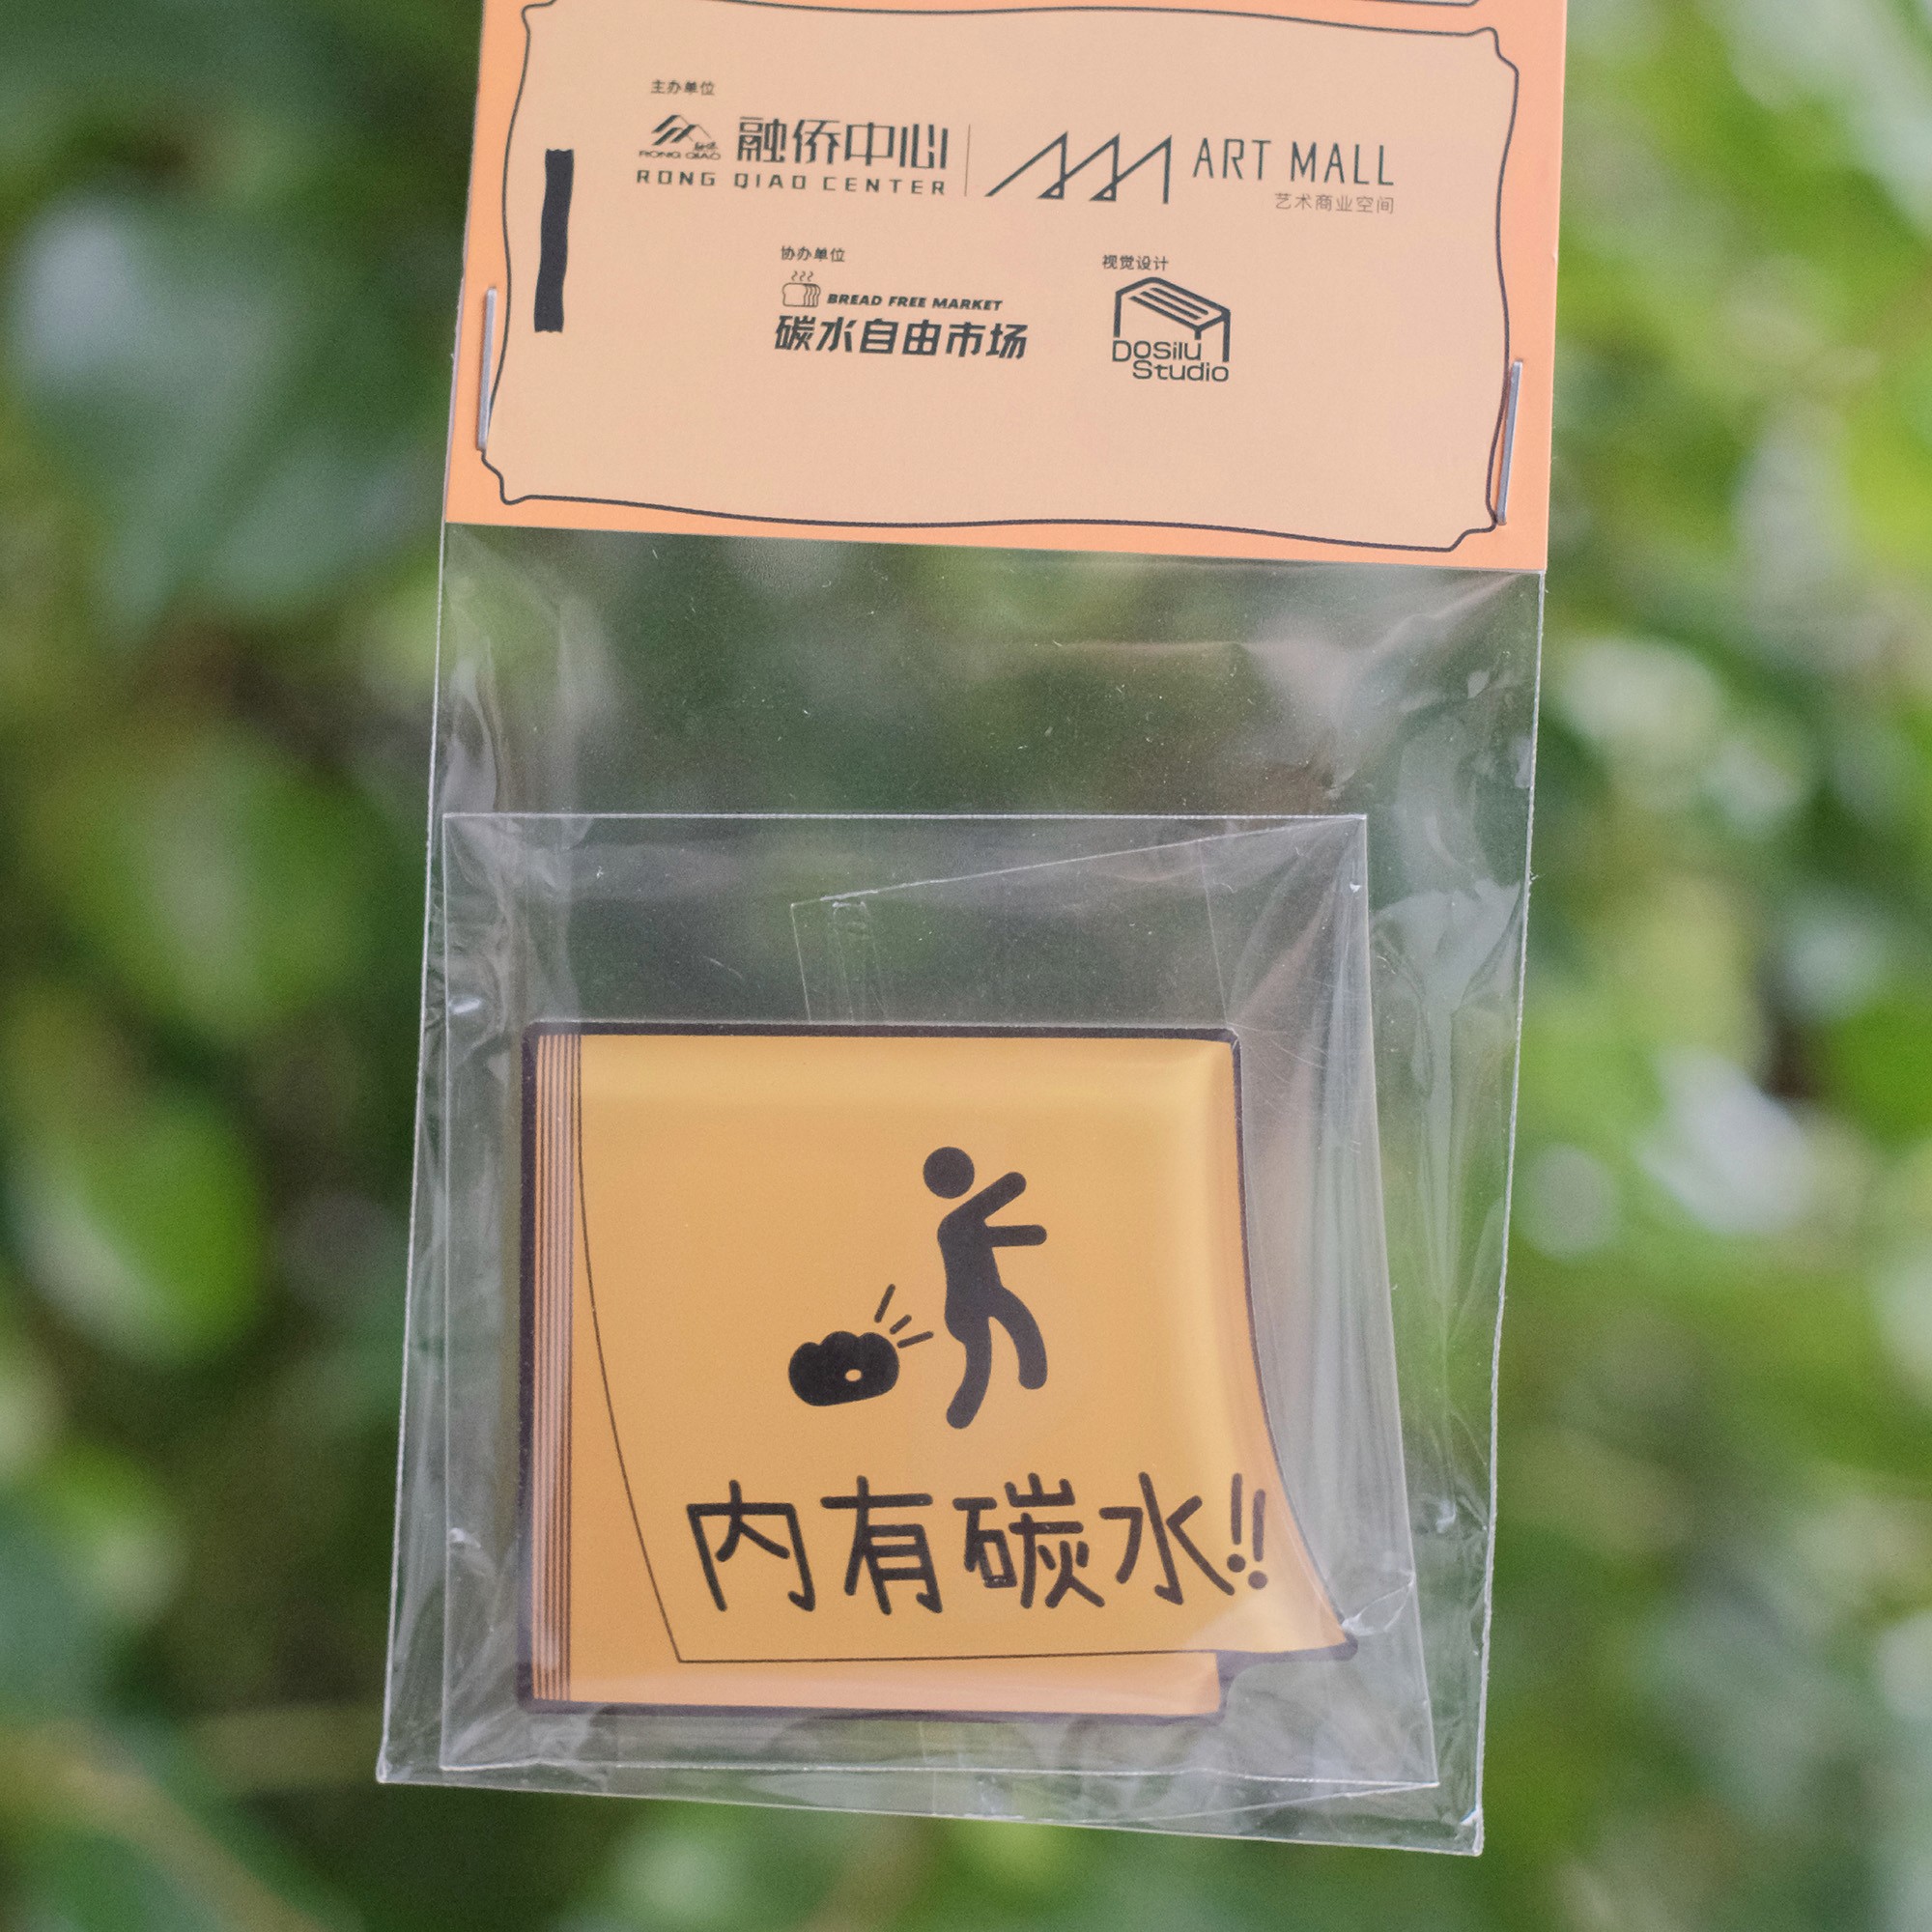 主办单位
RONG QIAO
融侨中心
RONG QIAO CENTER
ART MALL
艺术商业空间
协办单位
BREAD FREE MARKET
碳水自由市场
视觉设计
DoSilu
Studio
内有碳水!!